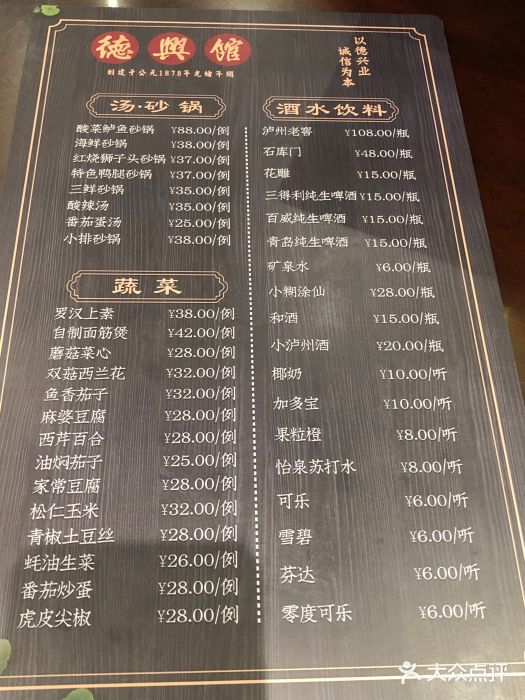 德興館
創建于公元1878年光緒年間
以德兴业
诚信为本
汤·砂锅
酸菜鲈鱼砂锅 ¥88.00/例
海鲜砂锅 ¥38.00/例
红烧狮子头砂锅 ¥37.00/例
特色鸭腿砂锅 ¥37.00/例
三鲜砂锅 ¥35.00/例
酸辣汤 ¥35.00/例
番茄蛋汤 ¥25.00/例
小排砂锅 ¥38.00/例
蔬菜
罗汉上素 ¥38.00/例
自制面筋煲 ¥42.00/例
蘑菇菜心 ¥28.00/例
双菇西兰花 ¥32.00/例
鱼香茄子 ¥32.00/例
麻婆豆腐 ¥28.00/例
西芹百合 ¥28.00/例
油焖茄子 ¥25.00/例
家常豆腐 ¥28.00/例
松仁玉米 ¥32.00/例
青椒土豆丝 ¥28.00/例
蚝油生菜 ¥26.00/例
番茄炒蛋 ¥28.00/例
虎皮尖椒 ¥28.00/例
酒水饮料
泸州老窖 ¥108.00/瓶
石库门 ¥48.00/瓶
花雕 ¥15.00/瓶
三得利纯生啤酒 ¥15.00/瓶
百威纯生啤酒 ¥15.00/瓶
青岛纯生啤酒 ¥15.00/瓶
矿泉水 ¥6.00/瓶
小糊涂仙 ¥28.00/瓶
和酒 ¥15.00/瓶
小泸州酒 ¥20.00/瓶
椰奶 ¥10.00/听
加多宝 ¥10.00/听
果粒橙 ¥8.00/听
怡泉苏打水 ¥8.00/听
可乐 ¥6.00/听
雪碧 ¥6.00/听
芬达 ¥6.00/听
零度可乐 ¥6.00/听
大众点评